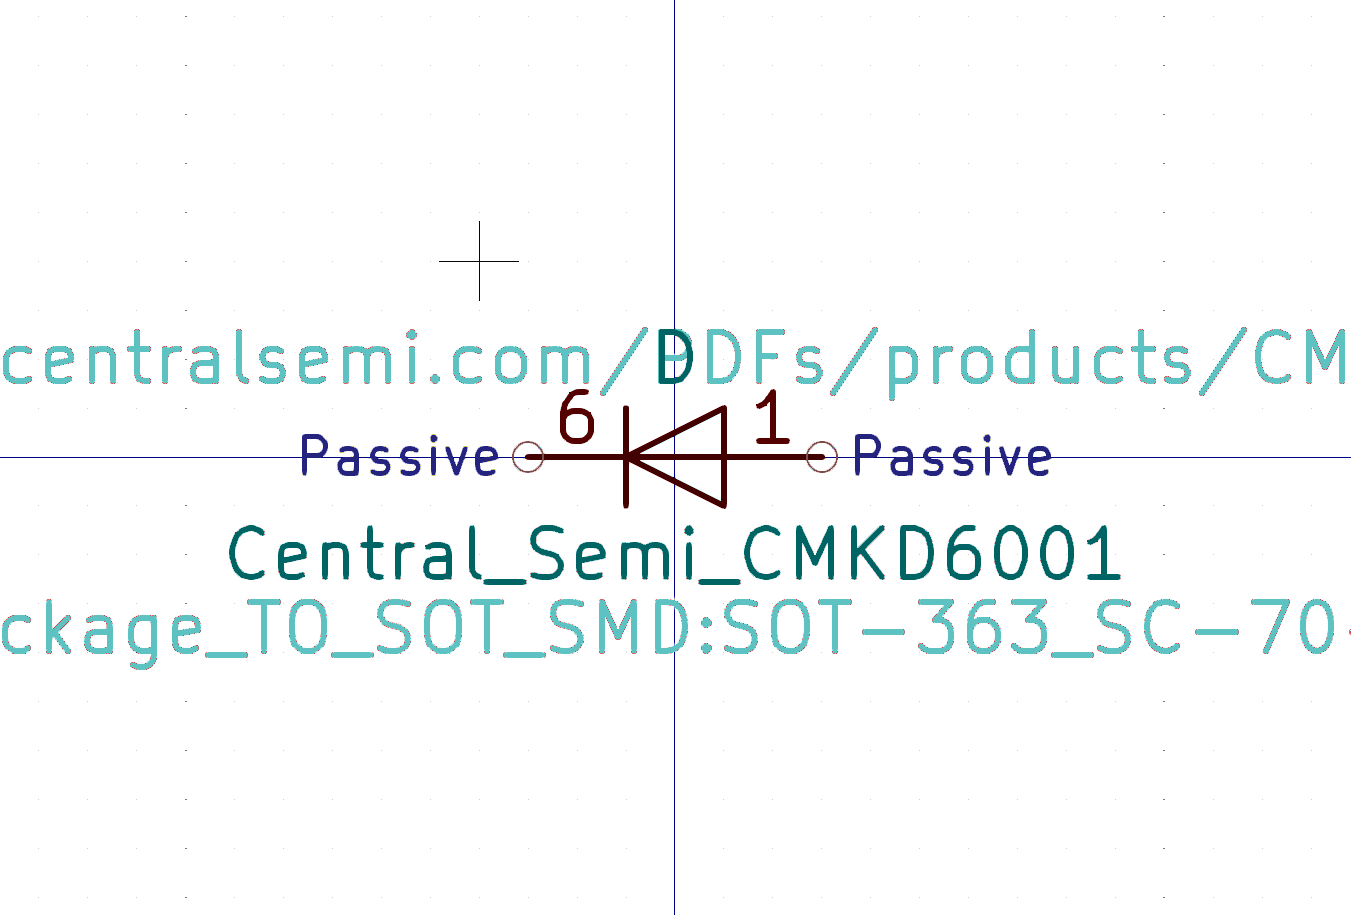 centralsemi.com/PDFs/products/CM
D
6 1
Passive Passive
Central_Semi_CMKD6001
ckage_TO_SOT_SMD:SOT-363_SC-70-